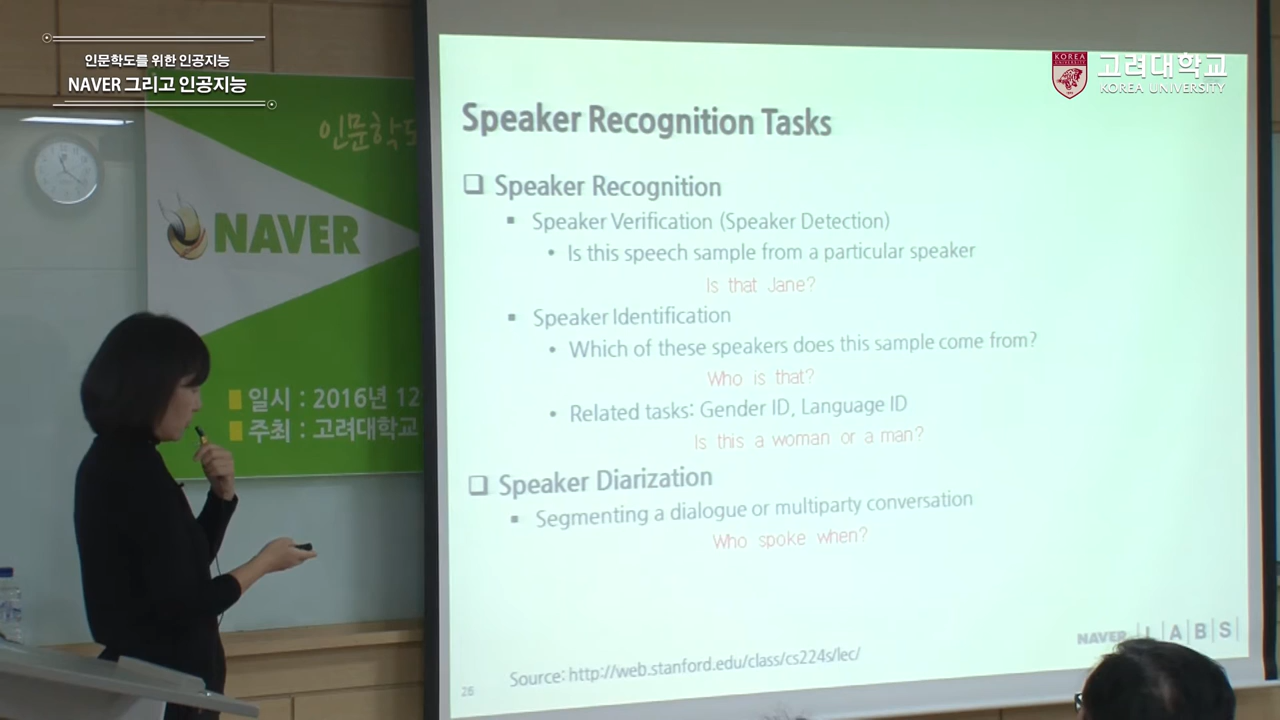 인문학도를 위한 인공지능
NAVER 그리고 인공지능
KOREA
UNIVERSITY
고려대학교
KOREA UNIVERSITY
인문학도
NAVER
일시 : 2016년 12
주최 : 고려대학교
Speaker Recognition Tasks
❑ Speaker Recognition
▪ Speaker Verification (Speaker Detection)
• Is this speech sample from a particular speaker
Is that Jane?
▪ Speaker Identification
• Which of these speakers does this sample come from?
Who is that?
• Related tasks: Gender ID, Language ID
Is this a woman or a man?
❑ Speaker Diarization
▪ Segmenting a dialogue or multiparty conversation
Who spoke when?
NAVER LABS
Source: http://web.stanford.edu/class/cs224s/lec/
26